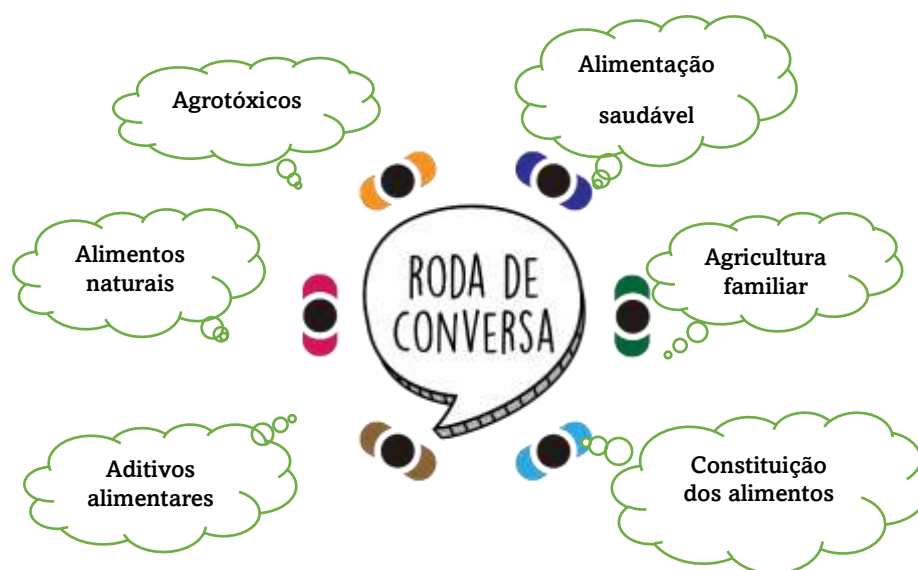 Agrotóxicos
Alimentação
saudável
Alimentos
naturais
RODA DE
CONVERSA
Agricultura
familiar
Aditivos
alimentares
Constituição
dos alimentos